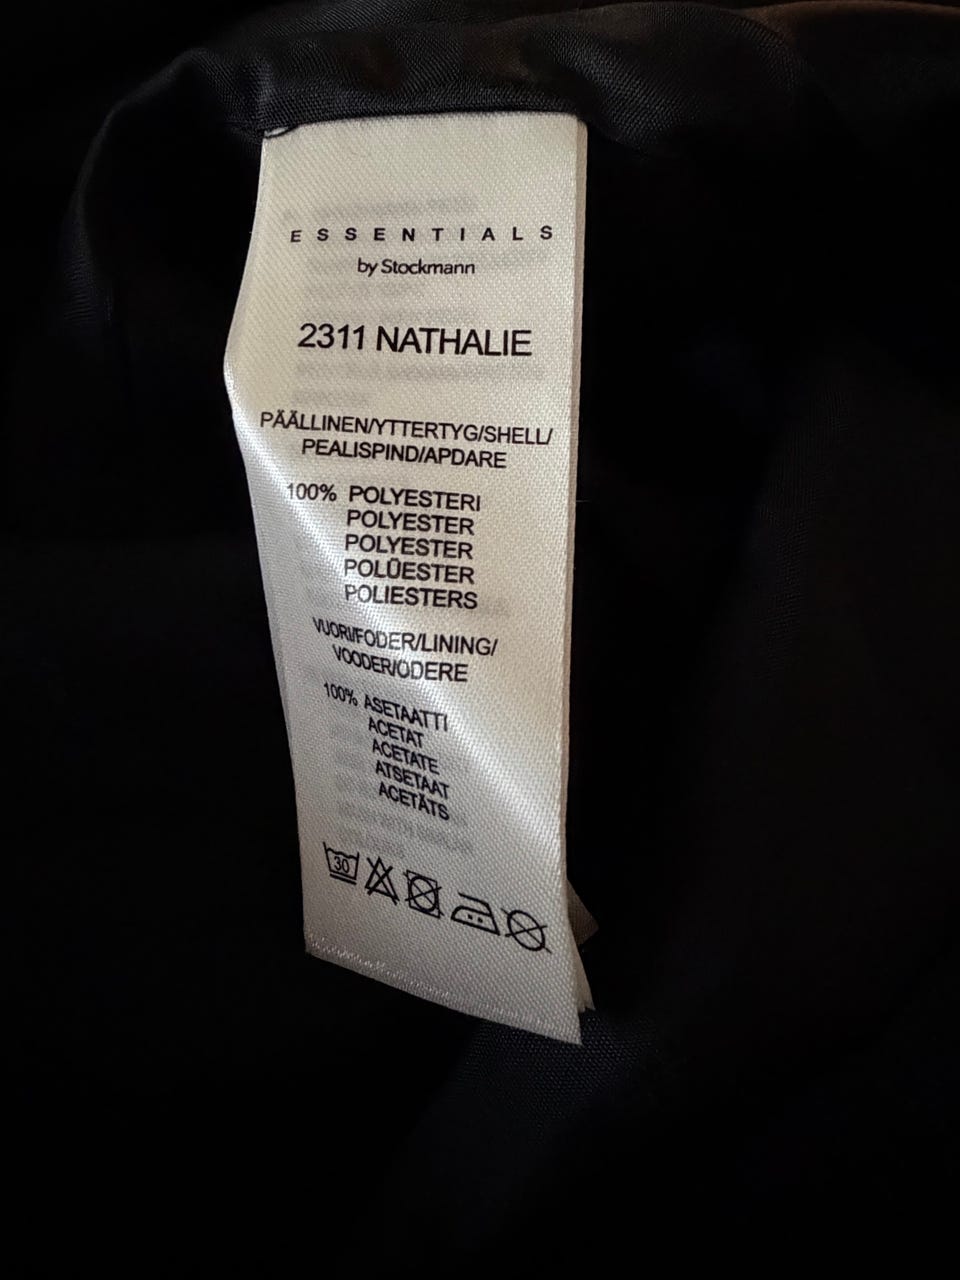 ESSENTIALS
by Stockmann
2311 NATHALIE
PÄÄLLINEN/YTTERTYG/SHELL/
PEALISPIND/APDARE
100% POLYESTERI
POLYESTER
POLYESTER
POLÜESTER
POLIESTERS
VUORI/FODER/LINING/
VOODER/ODERE
100% ASETAATTI
ACETAT
ACETATE
ATSETAAT
ACETĀTS
30